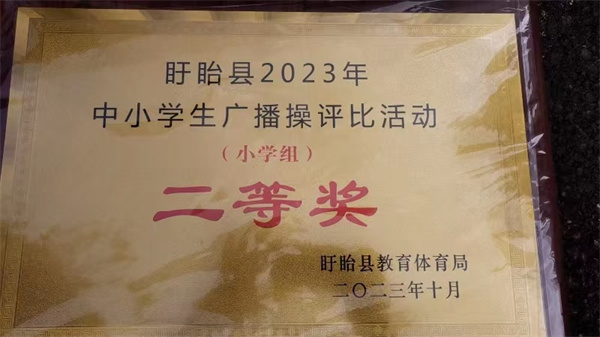 盱眙县2023年
中小学生广播操评比活动
（小学组）
二等奖
盱眙县教育体育局
二〇二三年十月